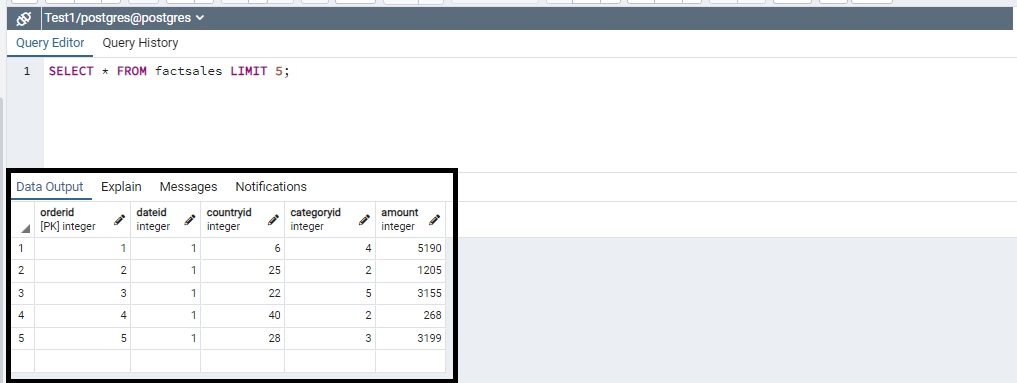 Test1/postgres@postgres
Query Editor Query History
1 SELECT * FROM factsales LIMIT 5;
Data Output Explain Messages Notifications
orderid dateid countryid categoryid amount
[PK] integer integer integer integer integer
1 1 1 6 4 5190
2 2 1 25 2 1205
3 3 1 22 5 3155
4 4 1 40 2 268
5 5 1 28 3 3199